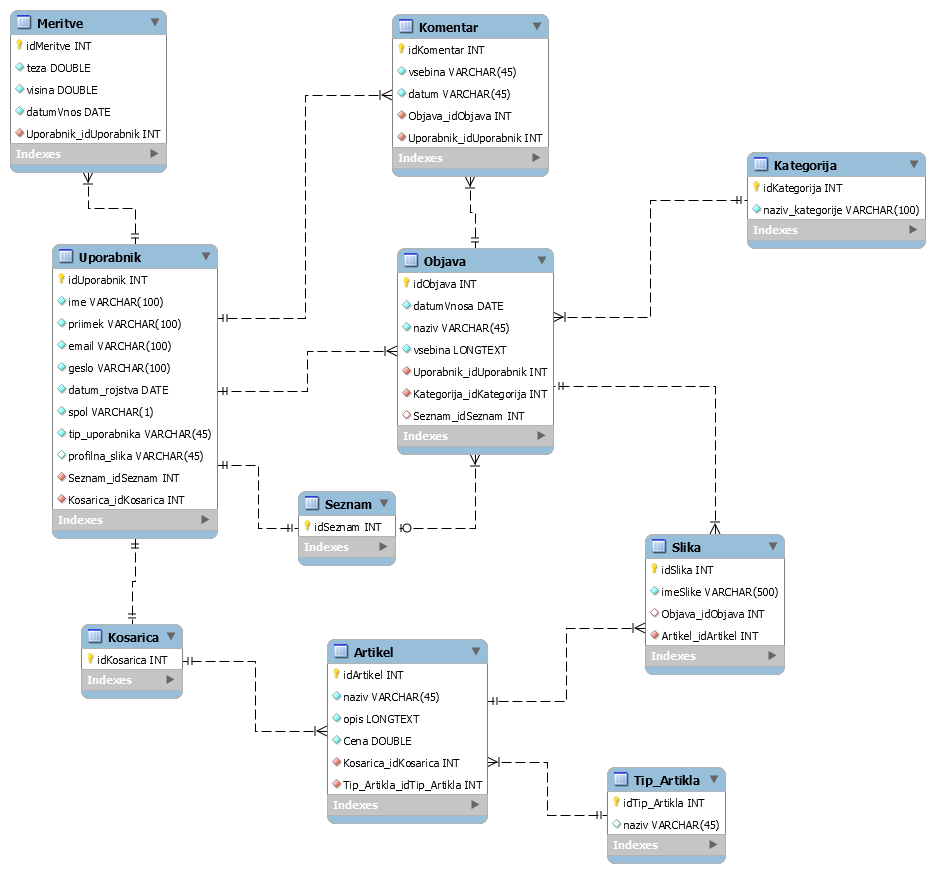 Meritve
idMeritve INT
teza DOUBLE
visina DOUBLE
datumVnos DATE
Uporabnik_idUporabnik INT
Indexes
Komentar
idKomentar INT
vsebina VARCHAR(45)
datum VARCHAR(45)
Objava_idObjava INT
Uporabnik_idUporabnik INT
Indexes
Kategorija
idKategorija INT
naziv_kategorije VARCHAR(100)
Indexes
Uporabnik
idUporabnik INT
ime VARCHAR(100)
priimek VARCHAR(100)
email VARCHAR(100)
geslo VARCHAR(100)
datum_rojstva DATE
spol VARCHAR(1)
tip_uporabnika VARCHAR(45)
profilna_slika VARCHAR(45)
Seznam_idSeznam INT
Kosarica_idKosarica INT
Indexes
Objava
idObjava INT
datumVnosa DATE
naziv VARCHAR(45)
vsebina LONGTEXT
Uporabnik_idUporabnik INT
Kategorija_idKategorija INT
Seznam_idSeznam INT
Indexes
Seznam
idSeznam INT
Indexes
Slika
idSlika INT
imeSlike VARCHAR(500)
Objava_idObjava INT
Artikel_idArtikel INT
Indexes
Kosarica
idKosarica INT
Indexes
Artikel
idArtikel INT
naziv VARCHAR(45)
opis LONGTEXT
Cena DOUBLE
Kosarica_idKosarica INT
Tip_Artikla_idTip_Artikla INT
Indexes
Tip_Artikla
idTip_Artikla INT
naziv VARCHAR(45)
Indexes